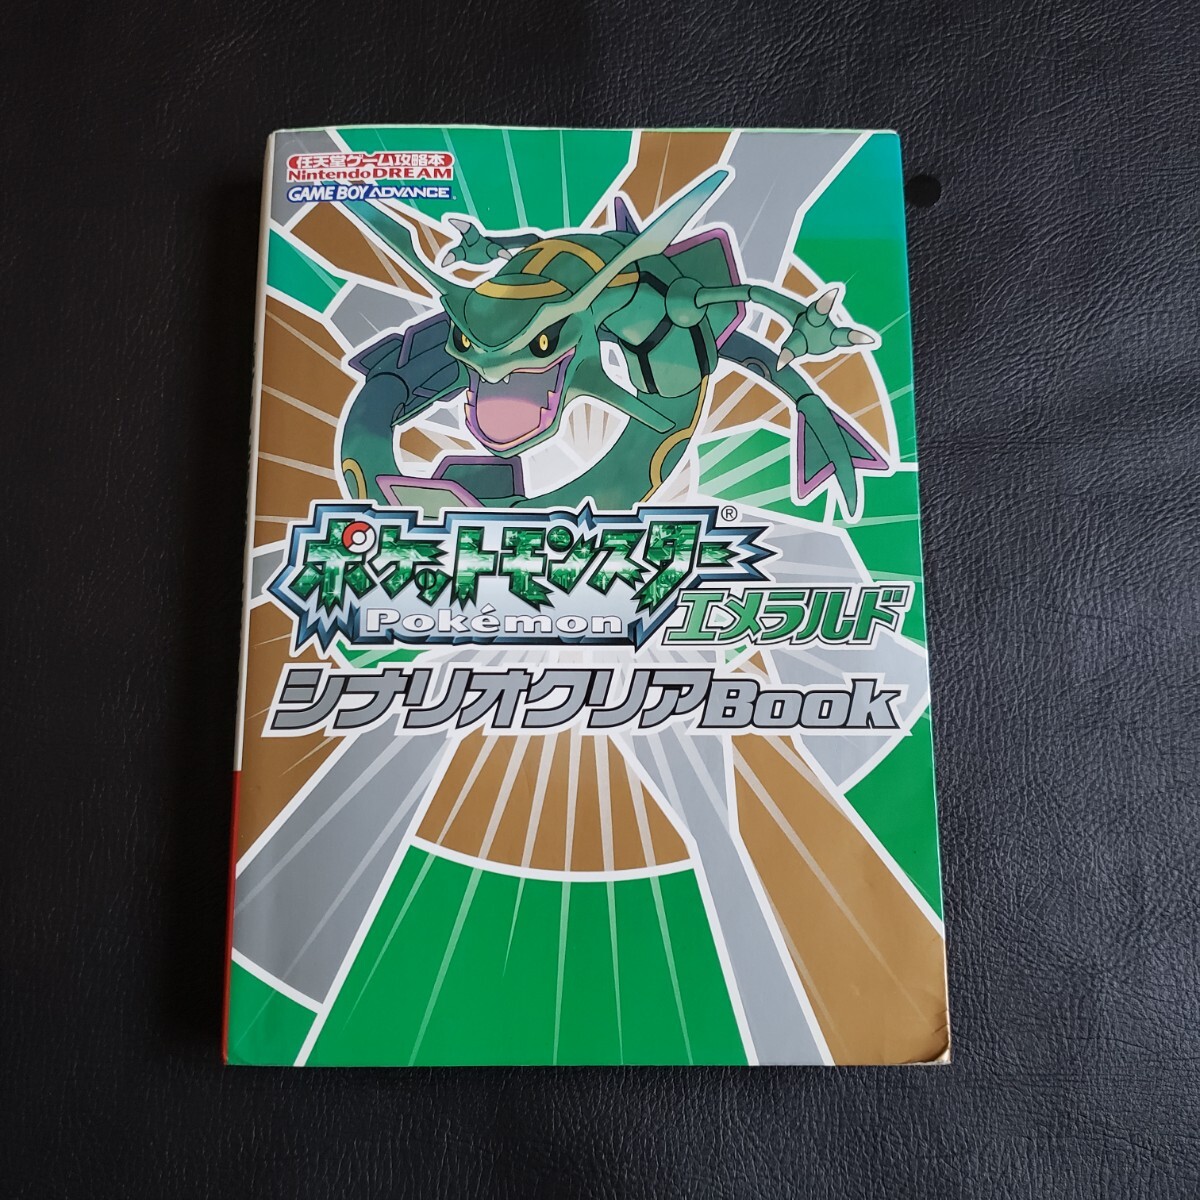 任天堂ゲーム攻略本
Nintendo DREAM
GAME BOY ADVANCE
ポケットモンスター®
Pokémon
エメラルド
シナリオクリアBook